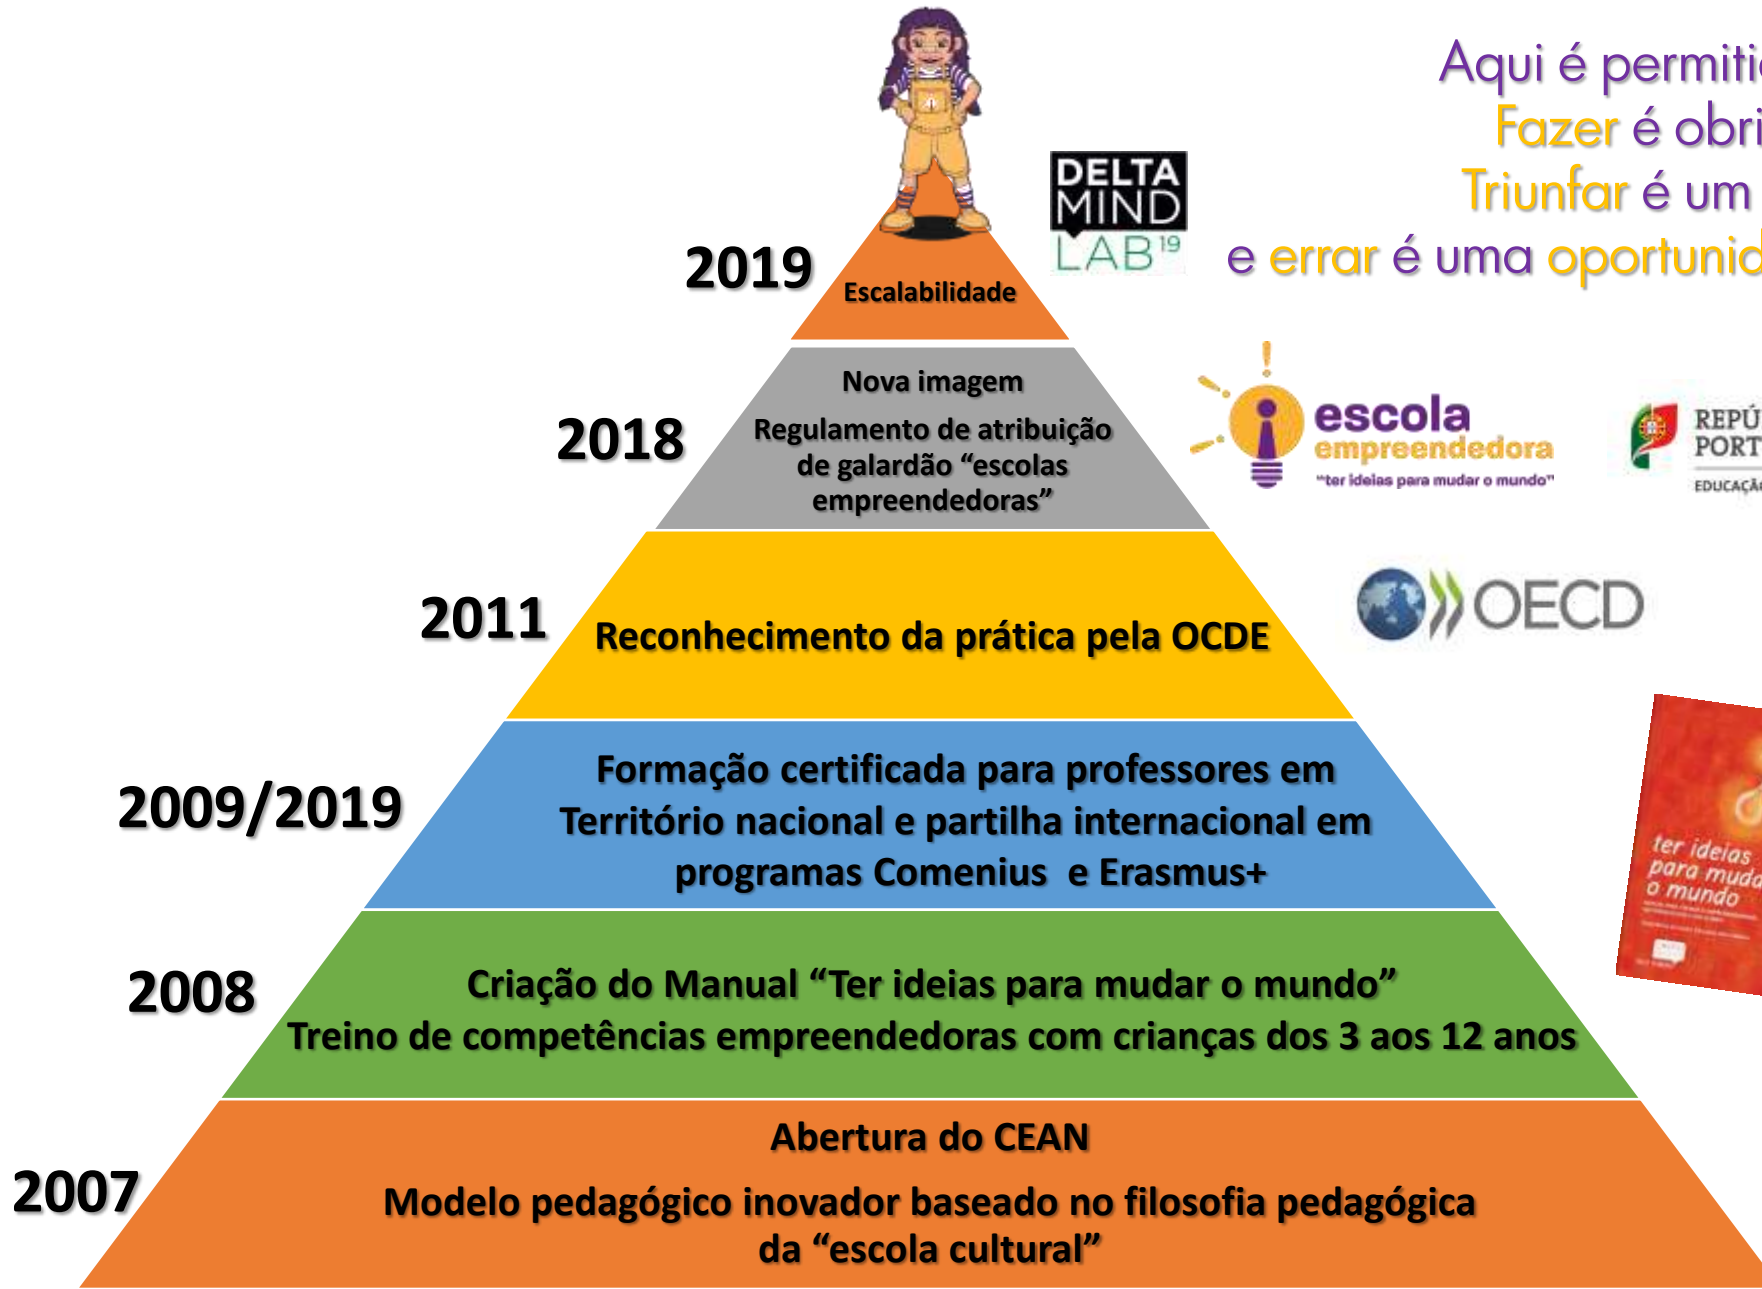 Aqui é permiti
Fazer é obri
Triunfar é um
e errar é uma oportunid
DELTA
MIND
LAB¹⁹
2019
Escalabilidade
Nova imagem
2018
Regulamento de atribuição
de galardão “escolas
empreendedoras”
escola
empreendedora
“ter ideias para mudar o mundo”
REPÚ
PORT
EDUCAÇÃ
2011
Reconhecimento da prática pela OCDE
OECD
2009/2019
Formação certificada para professores em
Território nacional e partilha internacional em
programas Comenius e Erasmus+
ter ideias
para muda
o mundo
2008
Criação do Manual “Ter ideias para mudar o mundo”
Treino de competências empreendedoras com crianças dos 3 aos 12 anos
2007
Abertura do CEAN
Modelo pedagógico inovador baseado no filosofia pedagógica
da “escola cultural”